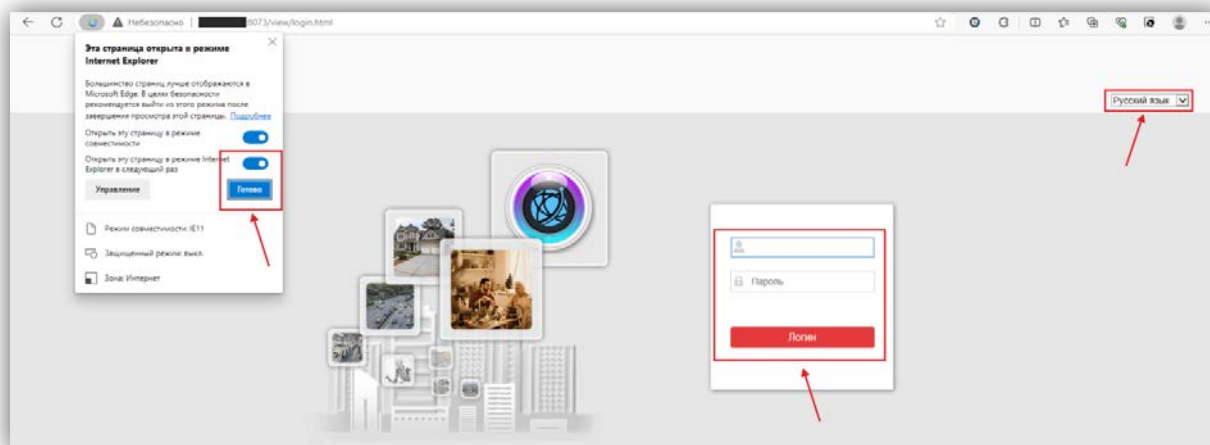 Небезопасно | 8073/view/login.html
Эта страница открыта в режиме
Internet Explorer
Большинство страниц лучше отображаются в
Microsoft Edge. В целях безопасности
рекомендуется выйти из этого режима после
завершения просмотра этой страницы. Подробнее
Открыть эту страницу в режиме
совместимости
Открыть эту страницу в режиме Internet
Explorer в следующий раз
Управление
Готово
Режим совместимости: IE11
Защищенный режим: выкл.
Зона: Интернет
Русский язык
Пароль
Логин